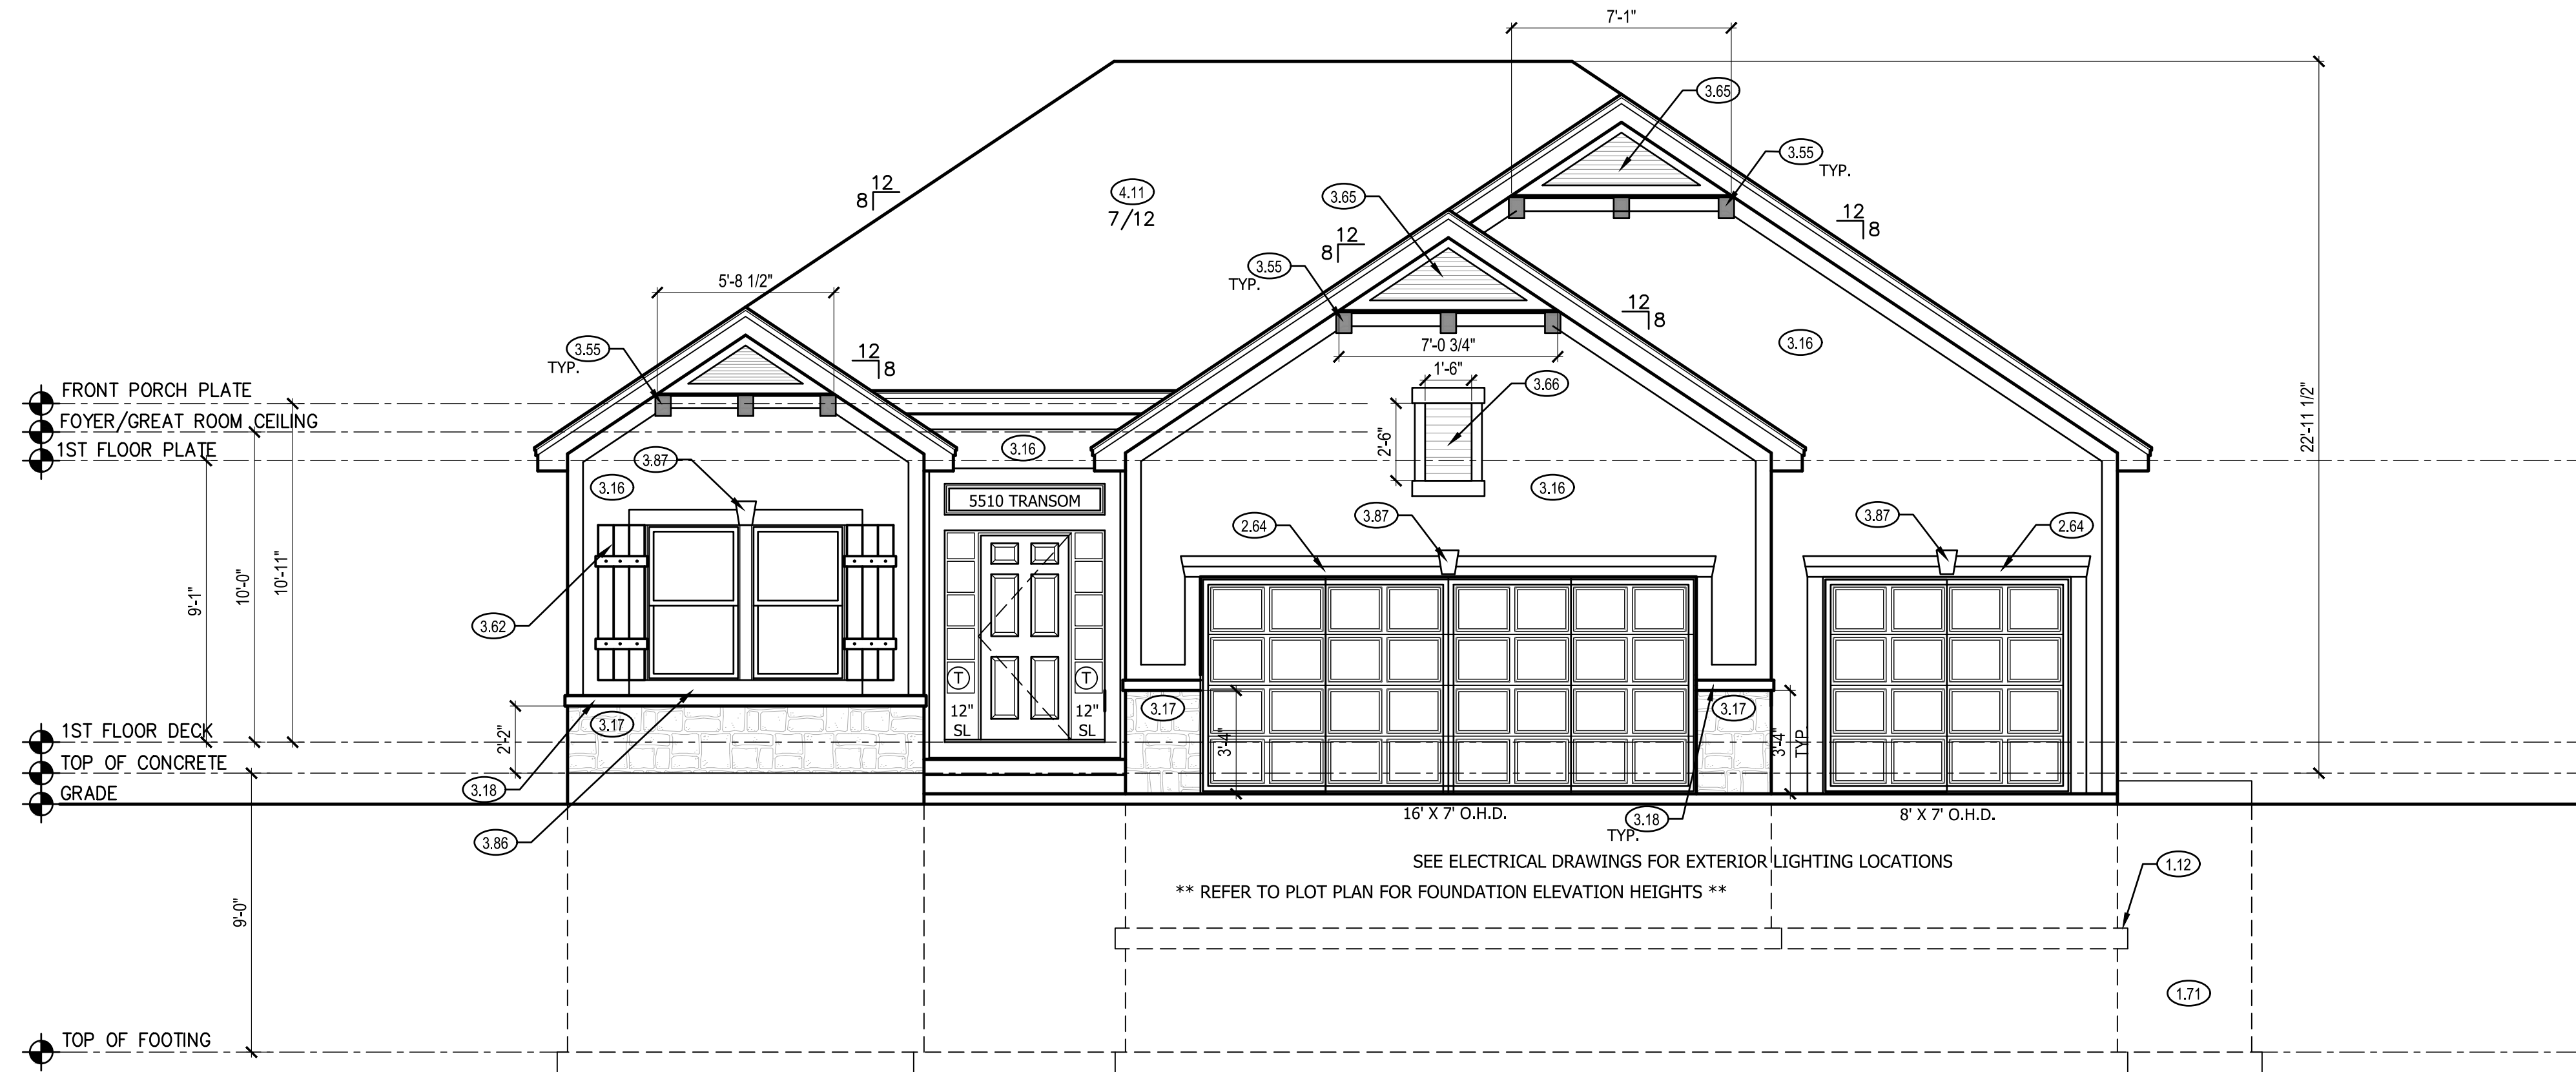 7'-1"
3.65
3.55
TYP.
12
8
4.11
7/12
3.65
12
8
12
8
3.55
TYP.
5'-8 1/2"
12
8
3.16
7'-0 3/4"
3.55
TYP.
12
8
1'-6"
3.66
22'-11 1/2"
FRONT PORCH PLATE
FOYER/GREAT ROOM CEILING
1ST FLOOR PLATE
2'-6"
3.16
3.87
3.16
3.16
5510 TRANSOM
3.87
3.87
2.64
2.64
9'-1"
10'-0"
10'-11"
3.62
T
T
12"
SL
12"
SL
3.17
3.17
3.17
2'-2"
3'-4"
3'-4"
TYP.
1ST FLOOR DECK
TOP OF CONCRETE
GRADE
3.18
16' X 7' O.H.D.
3.18
TYP.
8' X 7' O.H.D.
3.86
SEE ELECTRICAL DRAWINGS FOR EXTERIOR LIGHTING LOCATIONS
** REFER TO PLOT PLAN FOR FOUNDATION ELEVATION HEIGHTS **
1.12
9'-0"
1.71
TOP OF FOOTING